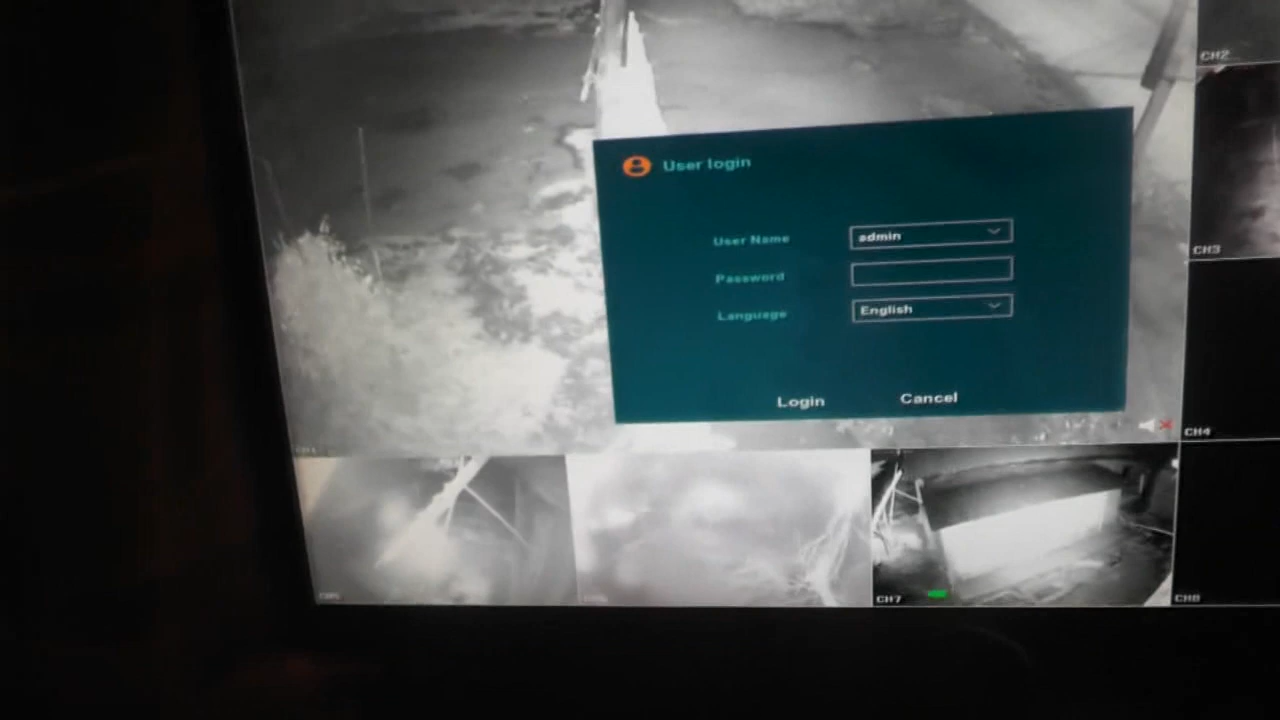 CH2
User login
User Name admin
Password
CH3
Language English
Login Cancel
CH4
CH7
CH8